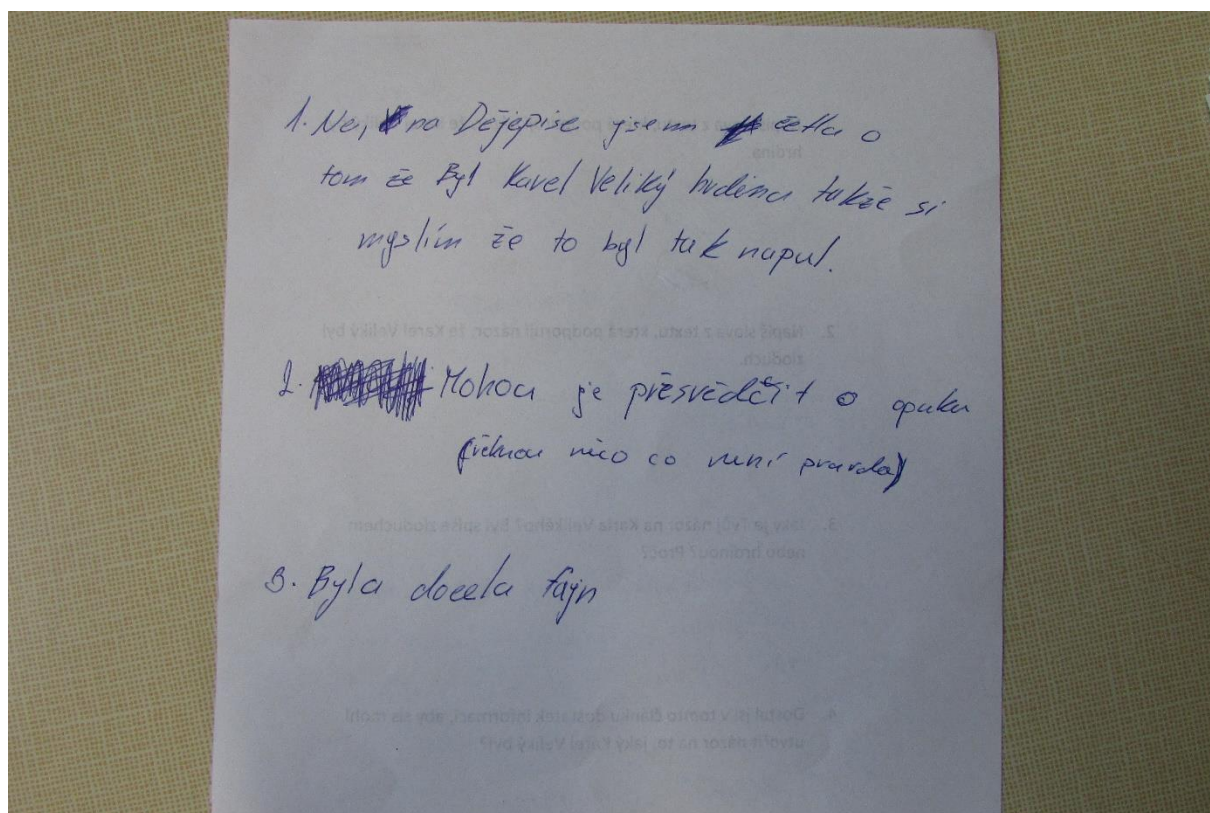 1. Ne, na Dějepise jsem četla o
tom že Byl Karel Veliký hrdina takže si
myslím že to byl tak napul.
2. Mohou je přesvědčit o opaku
(řeknou něco co není pravda)
3. Byla docela fajn
2. Napiš slova z textu, která podporují názor, že Karel Veliký byl
zloduch.
3. Jaký je Tvůj názor na Karla Velikého? Byl spíše zloduchem
nebo hrdinou? Proč?
4. Dostal jsi v tomto článku dostatek informací, aby sis mohl
utvořit názor na to, jaký Karel Veliký byl?